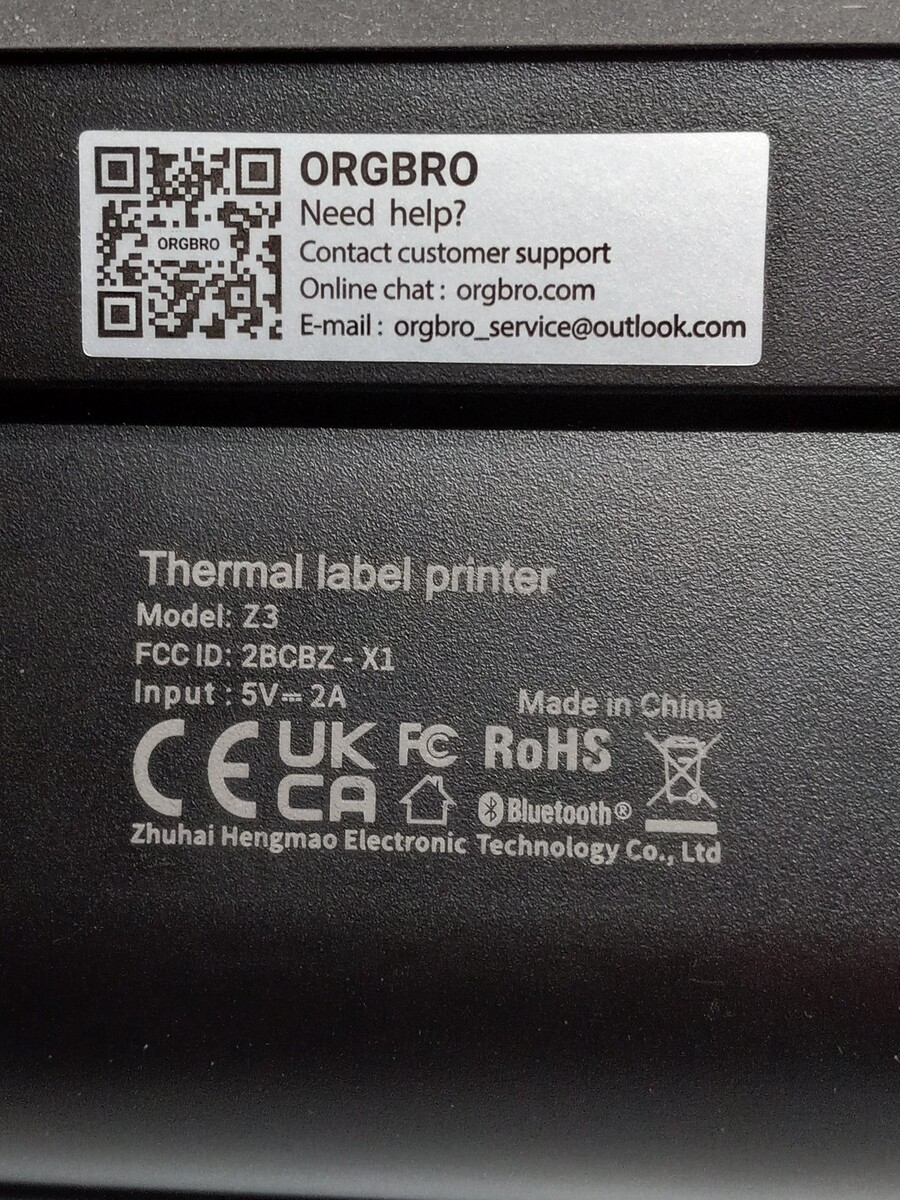 ORGBRO
ORGBRO
Need help?
Contact customer support
Online chat : orgbro.com
E-mail : orgbro_service@outlook.com
Thermal label printer
Model: Z3
FCC ID: 2BCBZ - X1
Input : 5V⎓2A
Made in China
CE UK CA FC RoHS
Bluetooth®
Zhuhai Hengmao Electronic Technology Co., Ltd